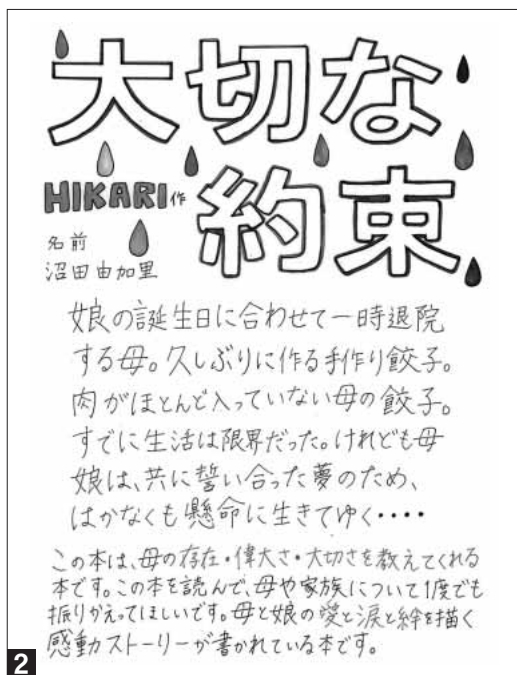 大切な
約束
HIKARI作
名前
沼田由加里
娘の誕生日に合わせて一時退院
する母。久しぶりに作る手作り餃子。
肉がほとんど入っていない母の餃子。
すでに生活は限界だった。けれども母
娘は、共に誓い合った夢のため、
はかなくも懸命に生きてゆく・・・・
この本は、母の存在・偉大さ・大切さを教えてくれる
本です。この本を読んで、母や家族について1度でも
振りかえってほしいです。母と娘の愛と涙と絆を描く
感動ストーリーが書かれている本です。
2